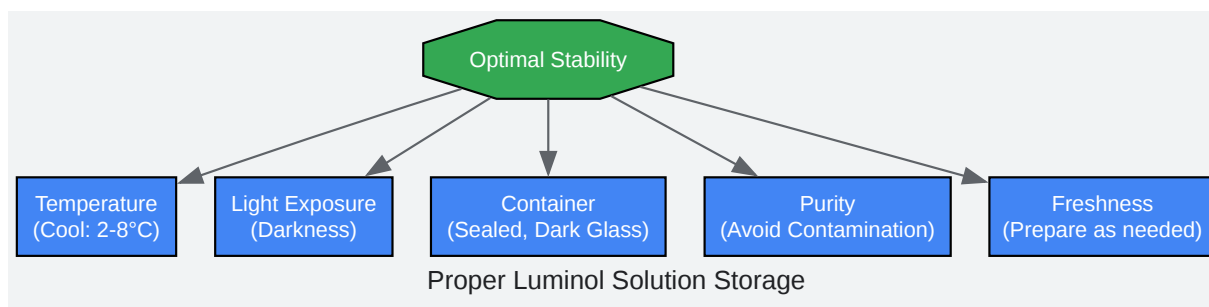 Optimal Stability
Temperature
(Cool: 2-8°C)
Light Exposure
(Darkness)
Container
(Sealed, Dark Glass)
Purity
(Avoid Contamination)
Freshness
(Prepare as needed)
Proper Luminol Solution Storage